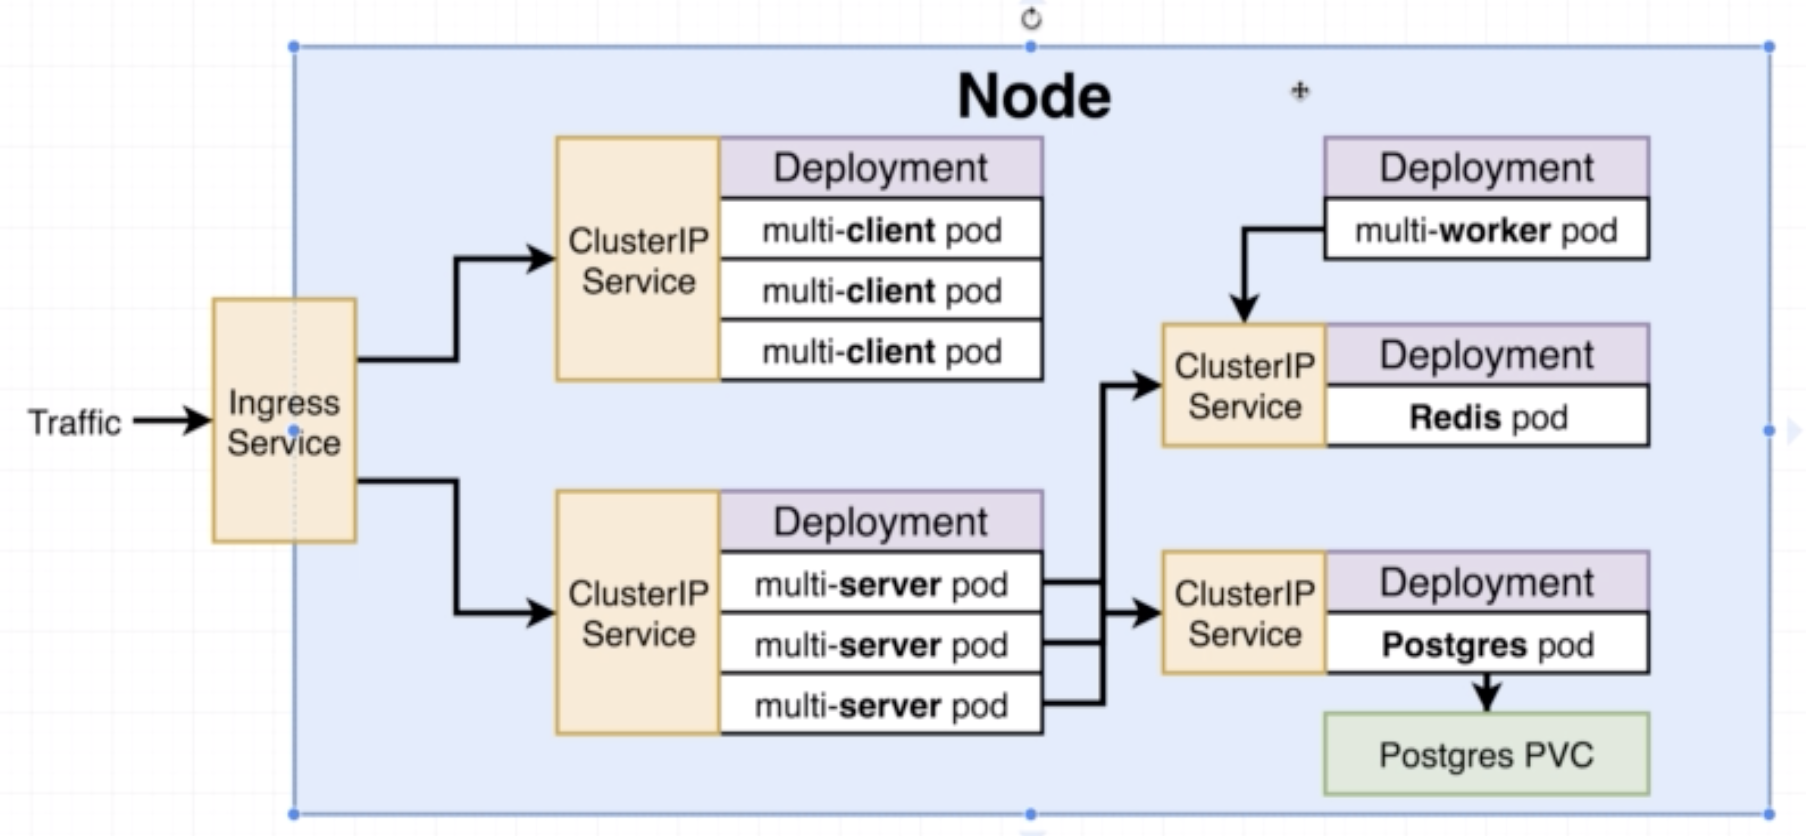 Node
Traffic
Ingress
Service
ClusterIP
Service
Deployment
multi-client pod
multi-client pod
multi-client pod
ClusterIP
Service
Deployment
multi-server pod
multi-server pod
multi-server pod
Deployment
multi-worker pod
ClusterIP
Service
Deployment
Redis pod
ClusterIP
Service
Deployment
Postgres pod
Postgres PVC